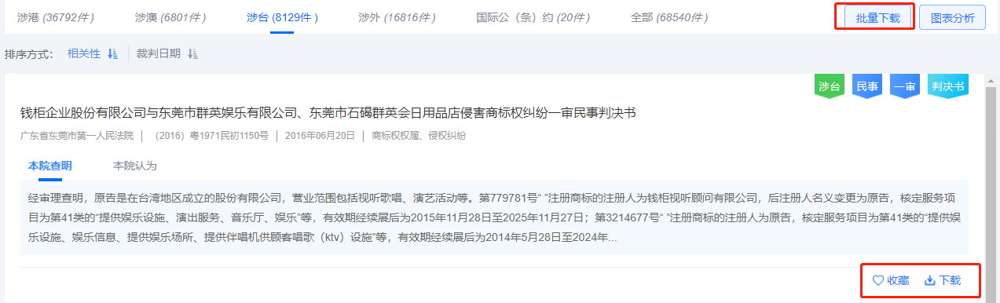 涉港 (36792件 ) 涉澳 (6801件 ) 涉台 (8129件 ) 涉外 (16816件 ) 国际公（条）约 (20件 ) 全部 (68540件 ) 批量下载 图表分析
排序方式： 相关性 裁判日期
涉台 民事 一审 判决书
钱柜企业股份有限公司与东莞市群英娱乐有限公司、东莞市石碣群英会日用品店侵害商标权纠纷一审民事判决书
广东省东莞市第一人民法院 （2016）粤1971民初1150号 2016年06月20日 商标权权属、侵权纠纷
本院查明 本院认为
经审理查明，原告是在台湾地区成立的股份有限公司，营业范围包括视听歌唱、演艺活动等。第779781号“ ”注册商标的注册人为钱柜视听顾问有限公司，后注册人名义变更为原告，核定服务项
目为第41类的“提供娱乐设施、演出服务、音乐厅、娱乐”等，有效期经续展后为2015年11月28日至2025年11月27日；第3214677号“ ”注册商标的注册人为原告，核定服务项目为第41类的“提供娱
乐设施、娱乐信息、提供娱乐场所、提供伴唱机供顾客唱歌（ktv）设施”等，有效期经续展后为2014年5月28日至2024年...
收藏 下载